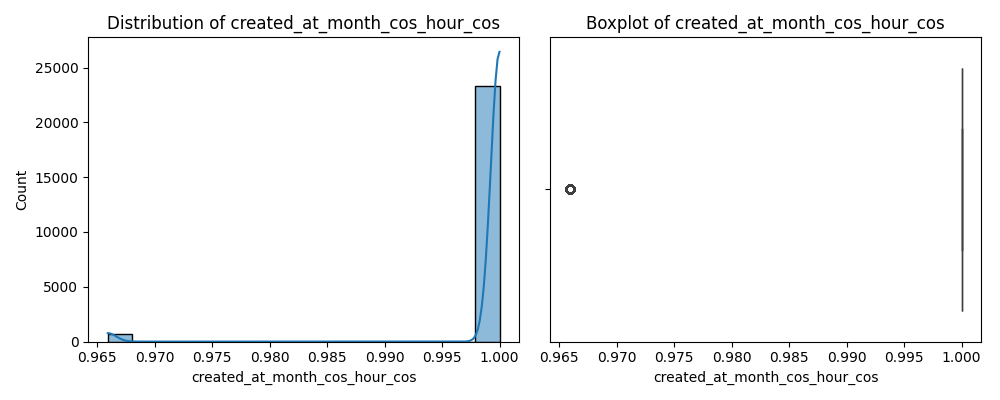 Distribution of created_at_month_cos_hour_cos
Count
25000
20000
15000
10000
5000
0
0.965 0.970 0.975 0.980 0.985 0.990 0.995 1.000
created_at_month_cos_hour_cos
Boxplot of created_at_month_cos_hour_cos
0.965 0.970 0.975 0.980 0.985 0.990 0.995 1.000
created_at_month_cos_hour_cos